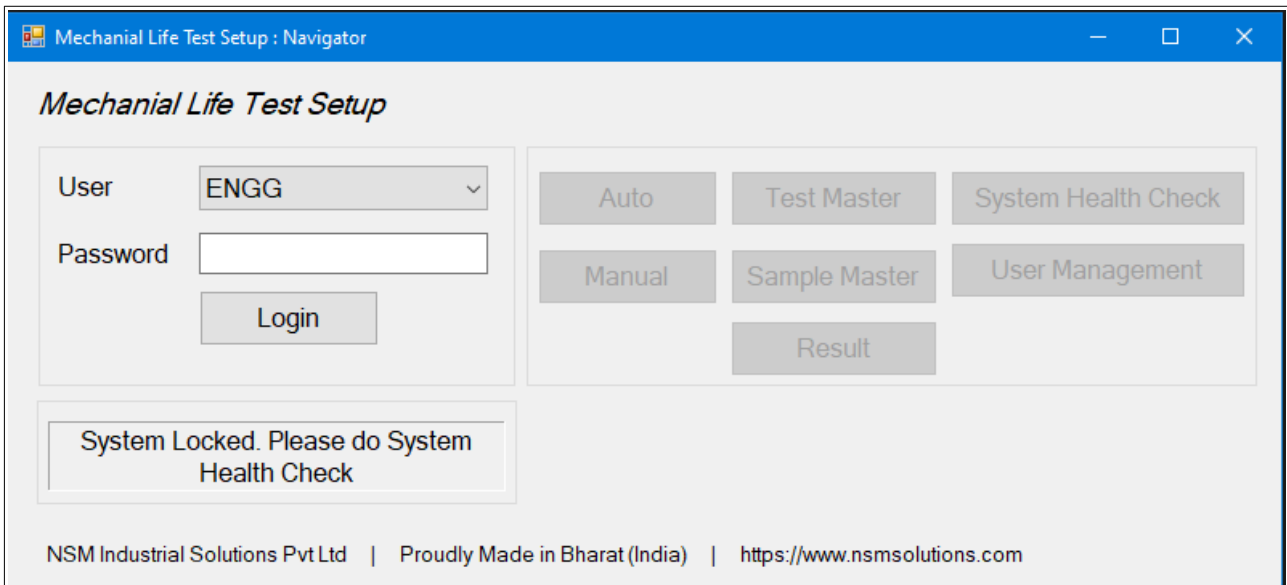 Mechanial Life Test Setup : Navigator
Mechanial Life Test Setup
User
ENGG
Password
Login
Auto
Test Master
System Health Check
Manual
Sample Master
User Management
Result
System Locked. Please do System
Health Check
NSM Industrial Solutions Pvt Ltd | Proudly Made in Bharat (India) | https://www.nsmsolutions.com